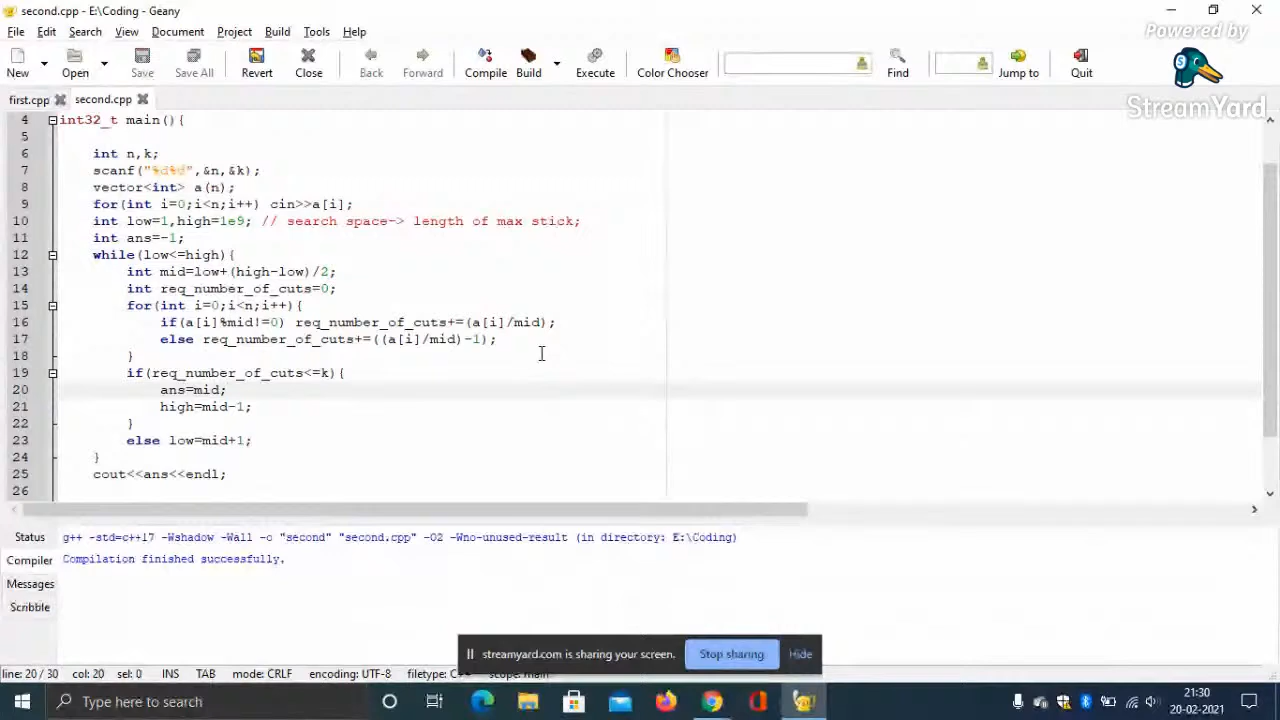 second.cpp - E:\Coding - Geany
File Edit Search View Document Project Build Tools Help
Powered by
New Open Save Save All Revert Close Back Forward Compile Build Execute Color Chooser Find Jump to Quit
StreamYard
first.cpp second.cpp
4 int32_t main(){
5
6 int n,k;
7 scanf("%d%d",&n,&k);
8 vector<int> a(n);
9 for(int i=0;i<n;i++) cin>>a[i];
10 int low=1,high=1e9; // search space-> length of max stick;
11 int ans=-1;
12 while(low<=high){
13 int mid=low+(high-low)/2;
14 int req_number_of_cuts=0;
15 for(int i=0;i<n;i++){
16 if(a[i]%mid!=0) req_number_of_cuts+=(a[i]/mid);
17 else req_number_of_cuts+=((a[i]/mid)-1);
18 }
19 if(req_number_of_cuts<=k){
20 ans=mid;
21 high=mid-1;
22 }
23 else low=mid+1;
24 }
25 cout<<ans<<endl;
26
Status g++ -std=c++17 -Wshadow -Wall -o "second" "second.cpp" -O2 -Wno-unused-result (in directory: E:\Coding)
Compiler Compilation finished successfully.
Messages
Scribble
streamyard.com is sharing your screen. Stop sharing Hide
line: 20 / 30 col: 20 sel: 0 INS TAB mode: CRLF encoding: UTF-8 filetype: C++ scope: main
Type here to search
21:30
20-02-2021